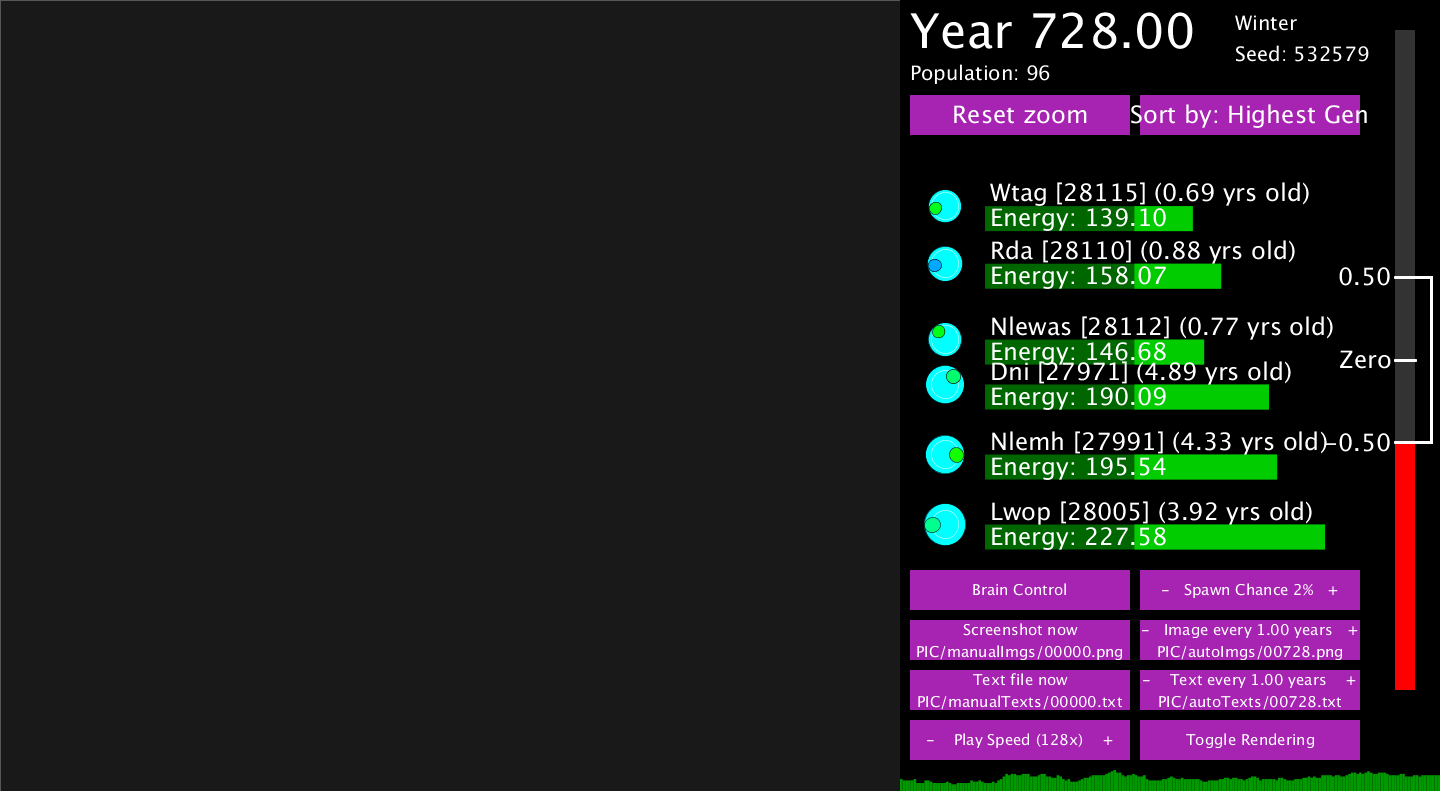 Year 728.00
Winter
Seed: 532579
Population: 96
Reset zoom
Sort by: Highest Gen
Wtag [28115] (0.69 yrs old)
Energy: 139.10
Rda [28110] (0.88 yrs old)
Energy: 158.07
0.50
Nlewas [28112] (0.77 yrs old)
Energy: 146.68
Zero
Dni [27971] (4.89 yrs old)
Energy: 190.09
Nlemh [27991] (4.33 yrs old)
-0.50
Energy: 195.54
Lwop [28005] (3.92 yrs old)
Energy: 227.58
Brain Control
- Spawn Chance 2% +
Screenshot now
PIC/manualImgs/00000.png
- Image every 1.00 years +
PIC/autoImgs/00728.png
Text file now
PIC/manualTexts/00000.txt
- Text every 1.00 years +
PIC/autoTexts/00728.txt
- Play Speed (128x) +
Toggle Rendering